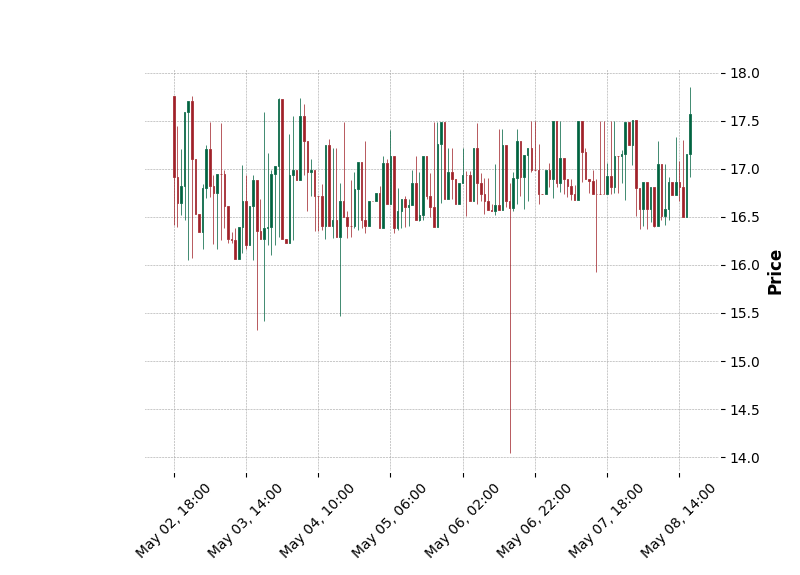 18.0
17.5
17.0
16.5
16.0
15.5
15.0
14.5
14.0
Price
May 02, 18:00
May 03, 14:00
May 04, 10:00
May 05, 06:00
May 06, 02:00
May 06, 22:00
May 07, 18:00
May 08, 14:00